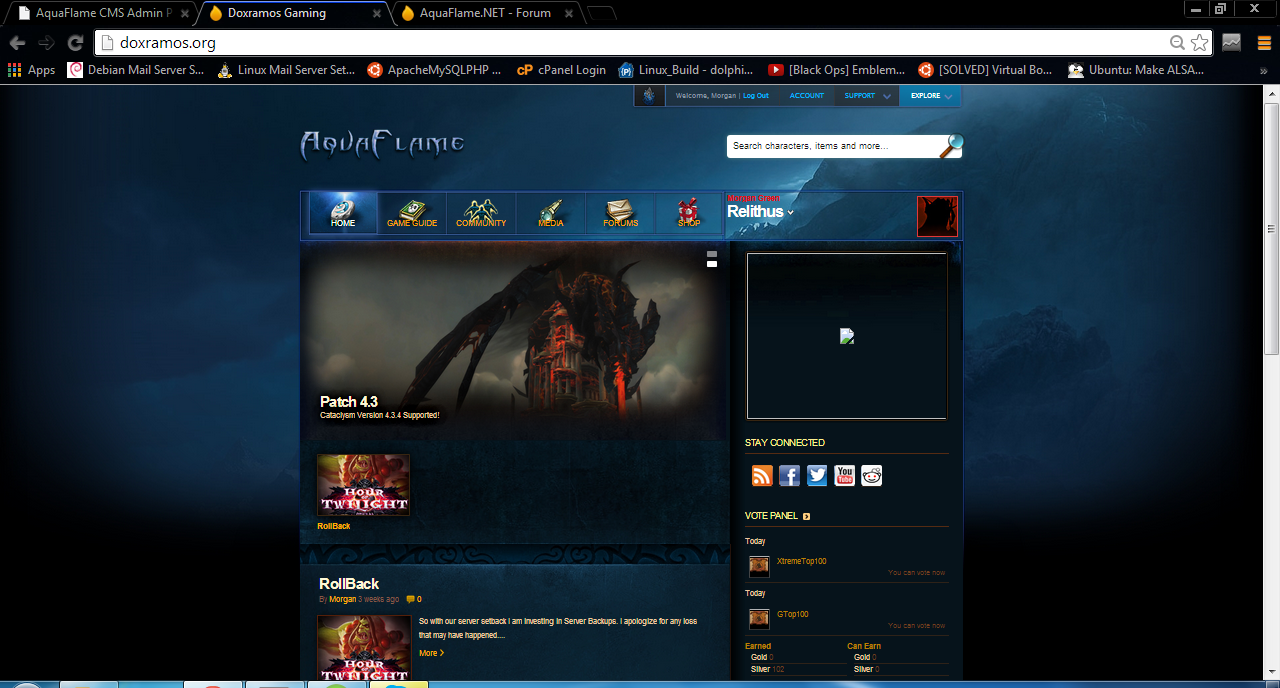 AquaFlame CMS Admin P
Doxramos Gaming
AquaFlame.NET - Forum
doxramos.org
Apps
Debian Mail Server S...
Linux Mail Server Set...
ApacheMySQLPHP ...
cPanel Login
Linux_Build - dolphi...
[Black Ops] Emblem...
[SOLVED] Virtual Bo...
Ubuntu: Make ALSA...
»
Welcome, Morgan | Log Out
ACCOUNT
SUPPORT
EXPLORE
AquaFlame
Search characters, items and more...
HOME
GAME GUIDE
COMMUNITY
MEDIA
FORUMS
SHOP
Relithus
Patch 4.3
Cataclysm Version 4.3.4 Supported!
HOUR OF TWILIGHT
RollBack
STAY CONNECTED
You Tube
VOTE PANEL
Today
XtremeTop100
You can vote now
Today
GTop100
You can vote now
Earned
Can Earn
Gold 0
Gold 0
Silver 102
Silver 0
RollBack
By Morgan 3 weeks ago 0
So with our server setback I am Investing in Server Backups. I apologize for any loss
that may have happened....
More
HOUR OF TWILIGHT